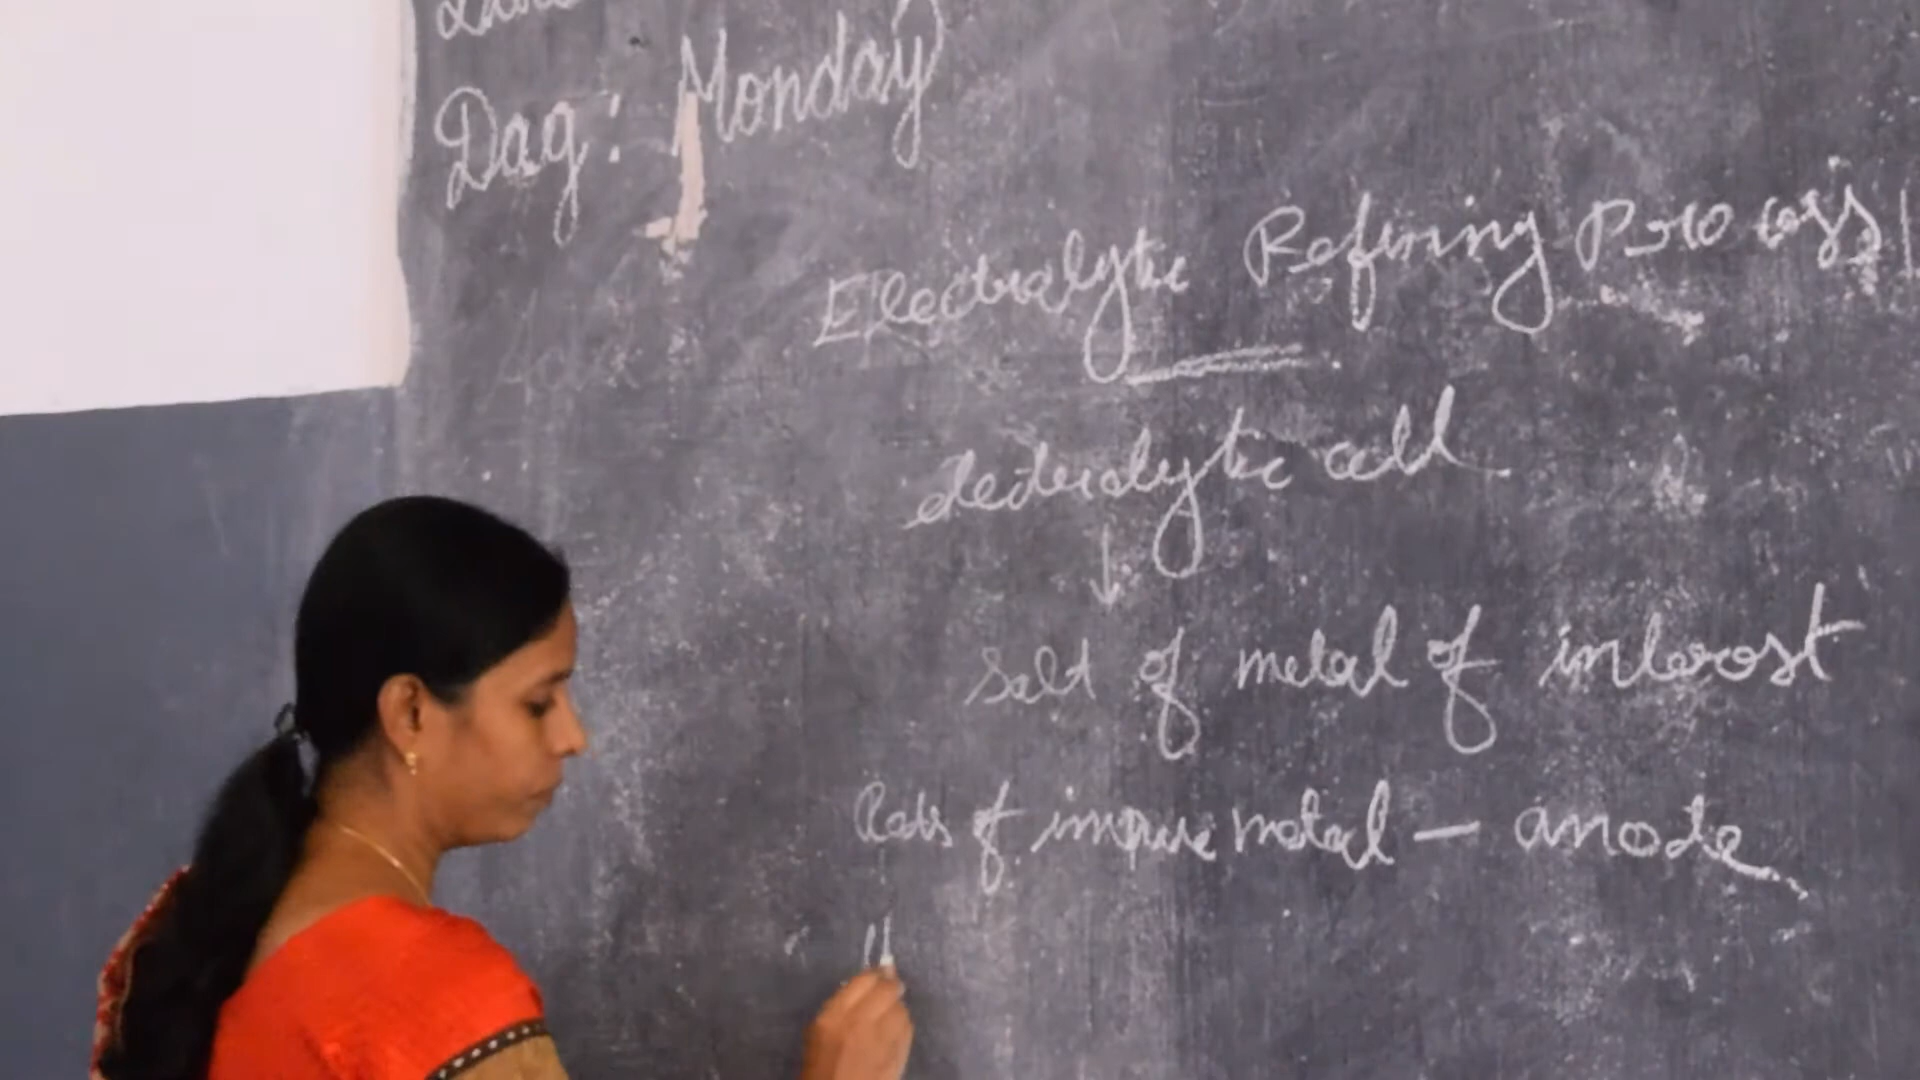 Day: Monday
Electrolytic Refining Process
electrolytic cell
↓
Salt of metal of interest
Rods of impure metal — anode